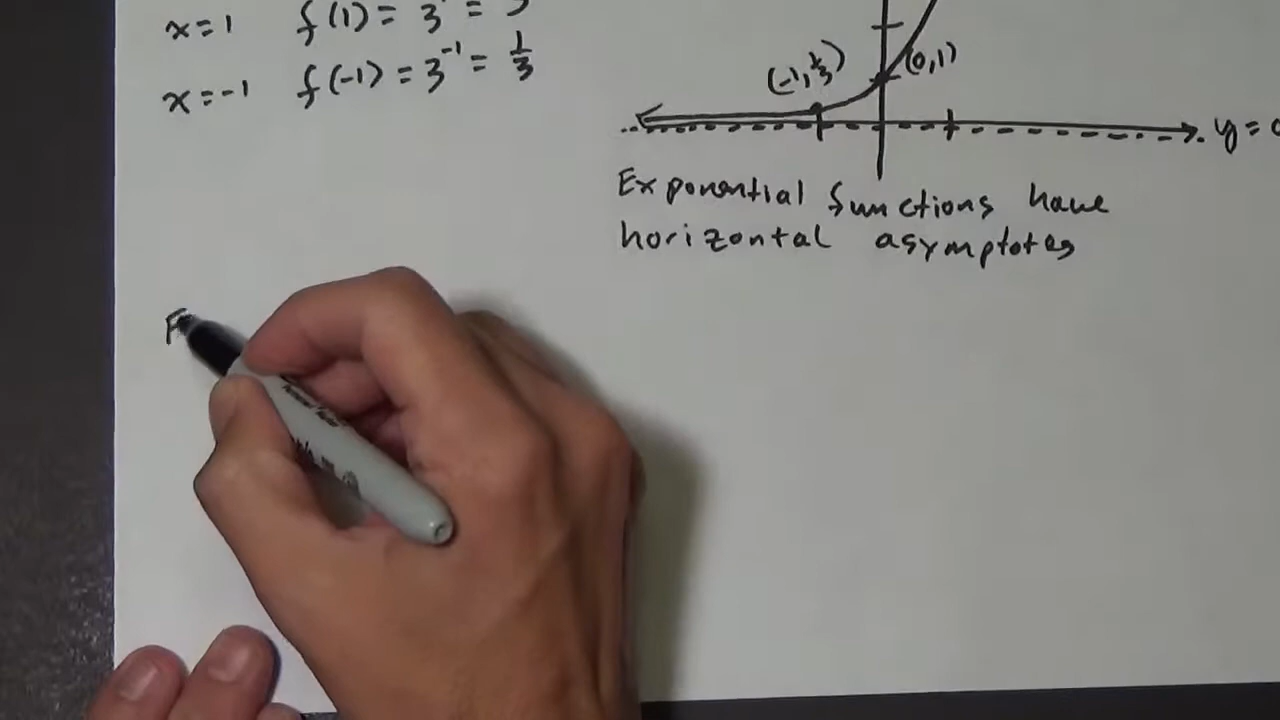 x=1 f(1) = 3¹ = 3
x=-1 f(-1) = 3⁻¹ = 1/3
(-1, 1/3)
(0,1)
y =
Exponential functions have
horizontal asymptotes
F